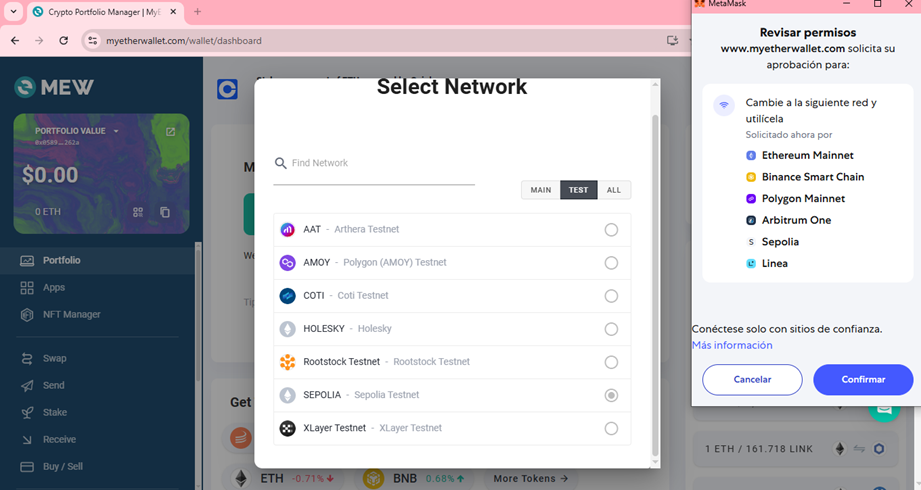 Crypto Portfolio Manager | MyE
myetherwallet.com/wallet/dashboard
MEW
PORTFOLIO VALUE
0x0589...262a
$0.00
0 ETH
Portfolio
Apps
NFT Manager
Swap
Send
Stake
Receive
Buy / Sell
Select Network
Find Network
MAIN
TEST
ALL
AAT - Arthera Testnet
AMOY - Polygon (AMOY) Testnet
COTI - Coti Testnet
HOLESKY - Holesky
Rootstock Testnet - Rootstock Testnet
SEPOLIA - Sepolia Testnet
XLayer Testnet - XLayer Testnet
Get
ETH -0.71%
BNB 0.68%
More Tokens
MetaMask
Revisar permisos
www.myetherwallet.com solicita su
aprobación para:
Cambie a la siguiente red y
utilícela
Solicitado ahora por
Ethereum Mainnet
Binance Smart Chain
Polygon Mainnet
Arbitrum One
S Sepolia
Linea
Conéctese solo con sitios de confianza.
Más información
Cancelar
Confirmar
1 ETH / 161.718 LINK